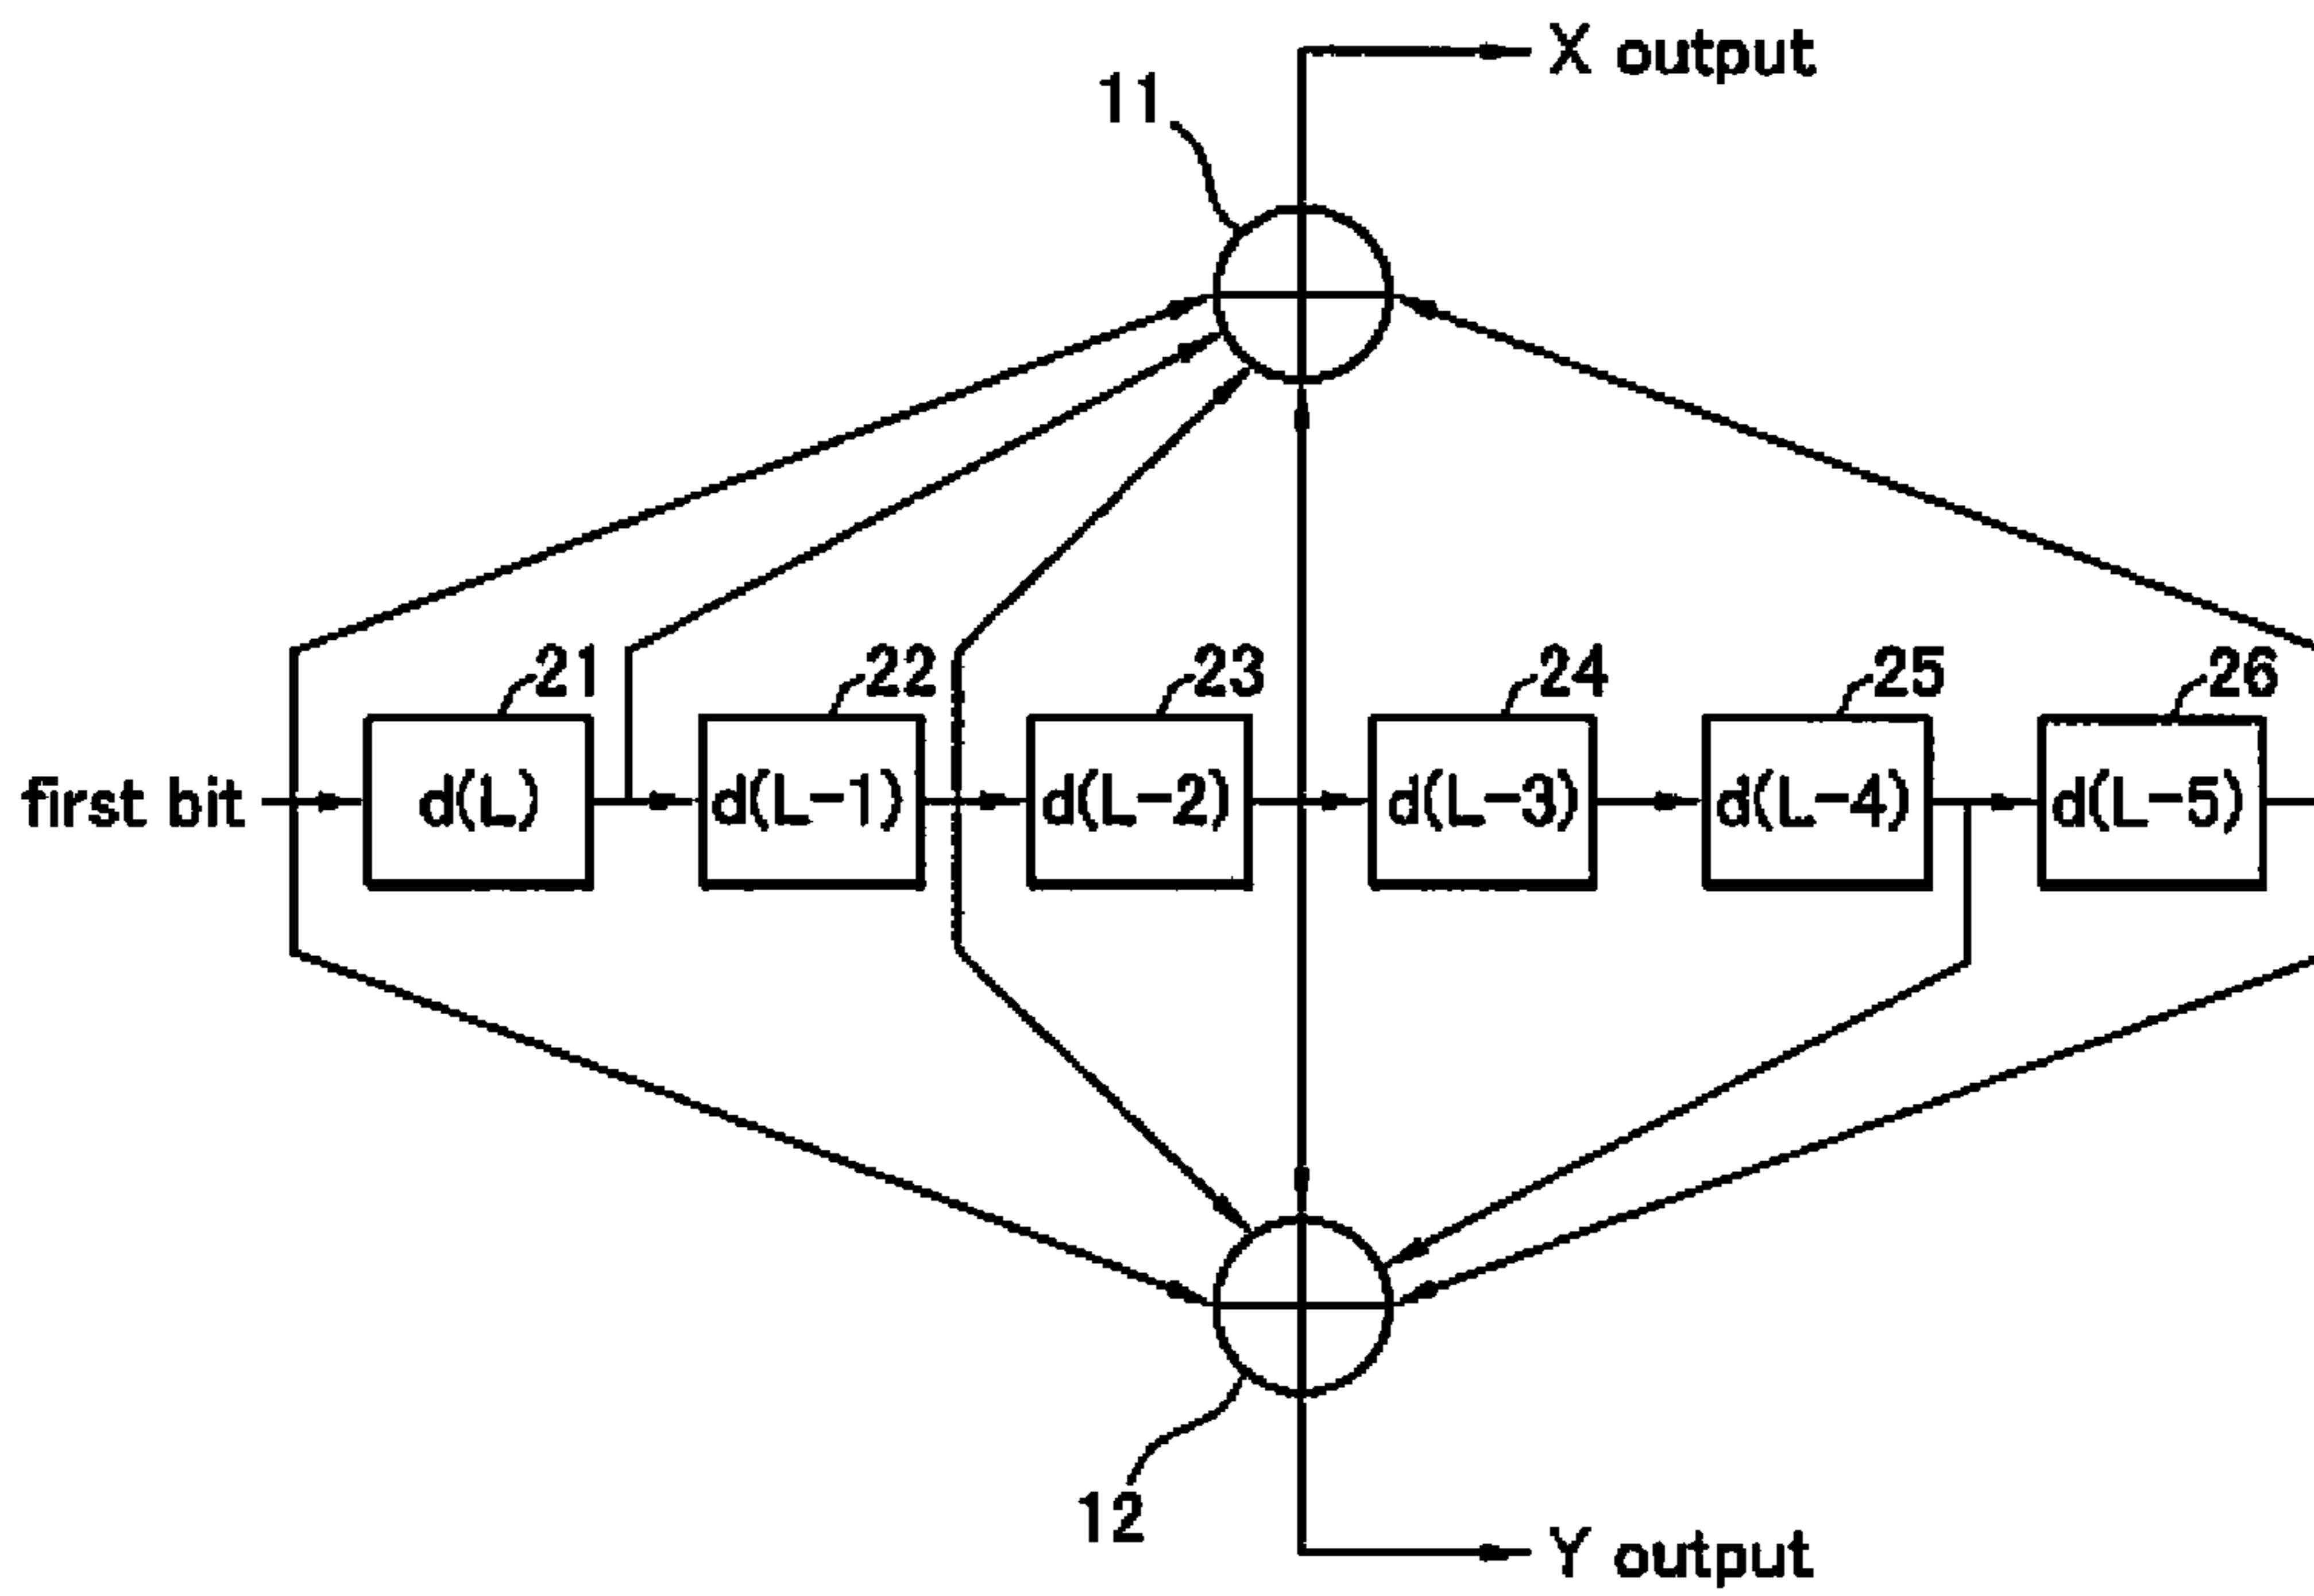 X output
11
21
22
23
24
25
26
first bit
d(L)
d(L-1)
d(L-2)
d(L-3)
d(L-4)
d(L-5)
12
Y output